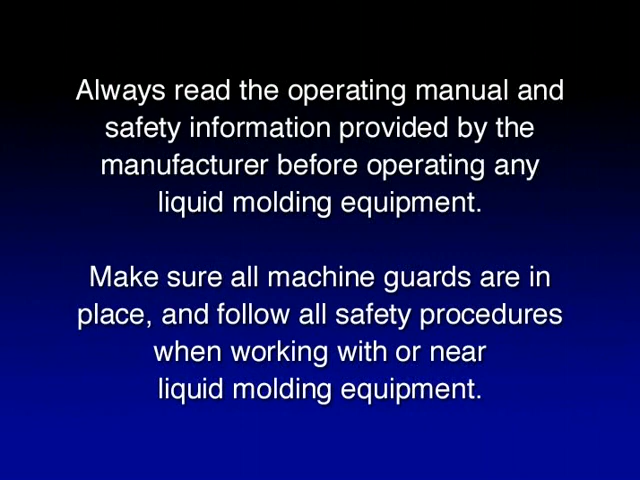 Always read the operating manual and
safety information provided by the
manufacturer before operating any
liquid molding equipment.
Make sure all machine guards are in
place, and follow all safety procedures
when working with or near
liquid molding equipment.